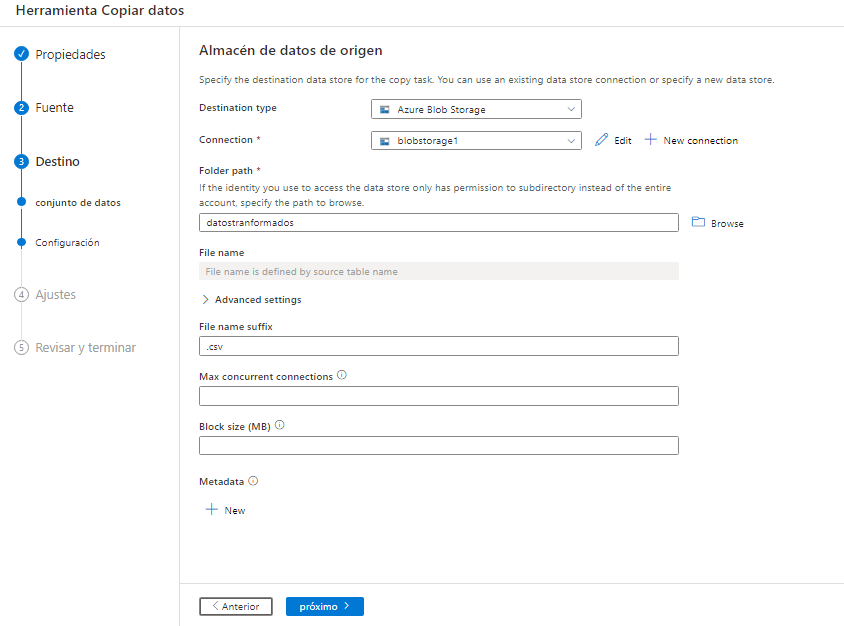 Herramienta Copiar datos
Propiedades
2 Fuente
3 Destino
conjunto de datos
Configuración
4 Ajustes
5 Revisar y terminar
Almacén de datos de origen
Specify the destination data store for the copy task. You can use an existing data store connection or specify a new data store.
Destination type
Azure Blob Storage
Connection *
blobstorage1
Edit
New connection
Folder path *
If the identity you use to access the data store only has permission to subdirectory instead of the entire
account, specify the path to browse.
datostranformados
Browse
File name
File name is defined by source table name
Advanced settings
File name suffix
.csv
Max concurrent connections
Block size (MB)
Metadata
New
Anterior
próximo